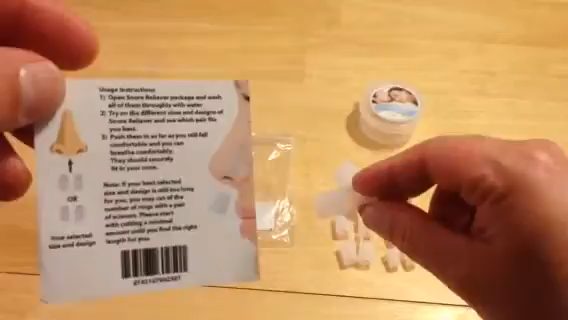 Usage Instructions:
1) Open Snore Reliever package and wash
all of them throughly with water
2) Try on the different sizes and designs of
Snore Reliever and see which pair fits
you best.
3) Push them in so far as you still feel
comfortable and you can
breathe comfortably.
They should securely
fit in your nose.
OR
Your selected
size and design
Note: If your best selected
size and design is still too long
for you, you may cut off the
number of rings with a pair
of scissors. Please start
with cutting a minimal
amount until you find the right
length for you.